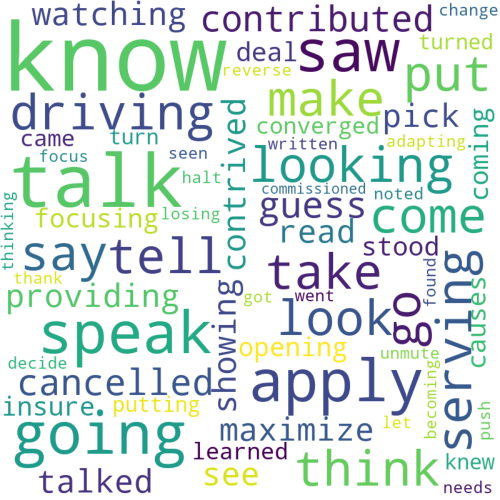 watching contributed change
know saw deal turned
reverse put
driving make pick
came turn converged written adapting
focus seen looking coming
talk halt commissioned noted
thinking focusing losing contrived guess come
say tell read stood
thank take go found serving
providing showing got went look causes
speak opening unmute
decide cancelled apply becominge
insure putting maximize let push
going learned think knew
talked see needs